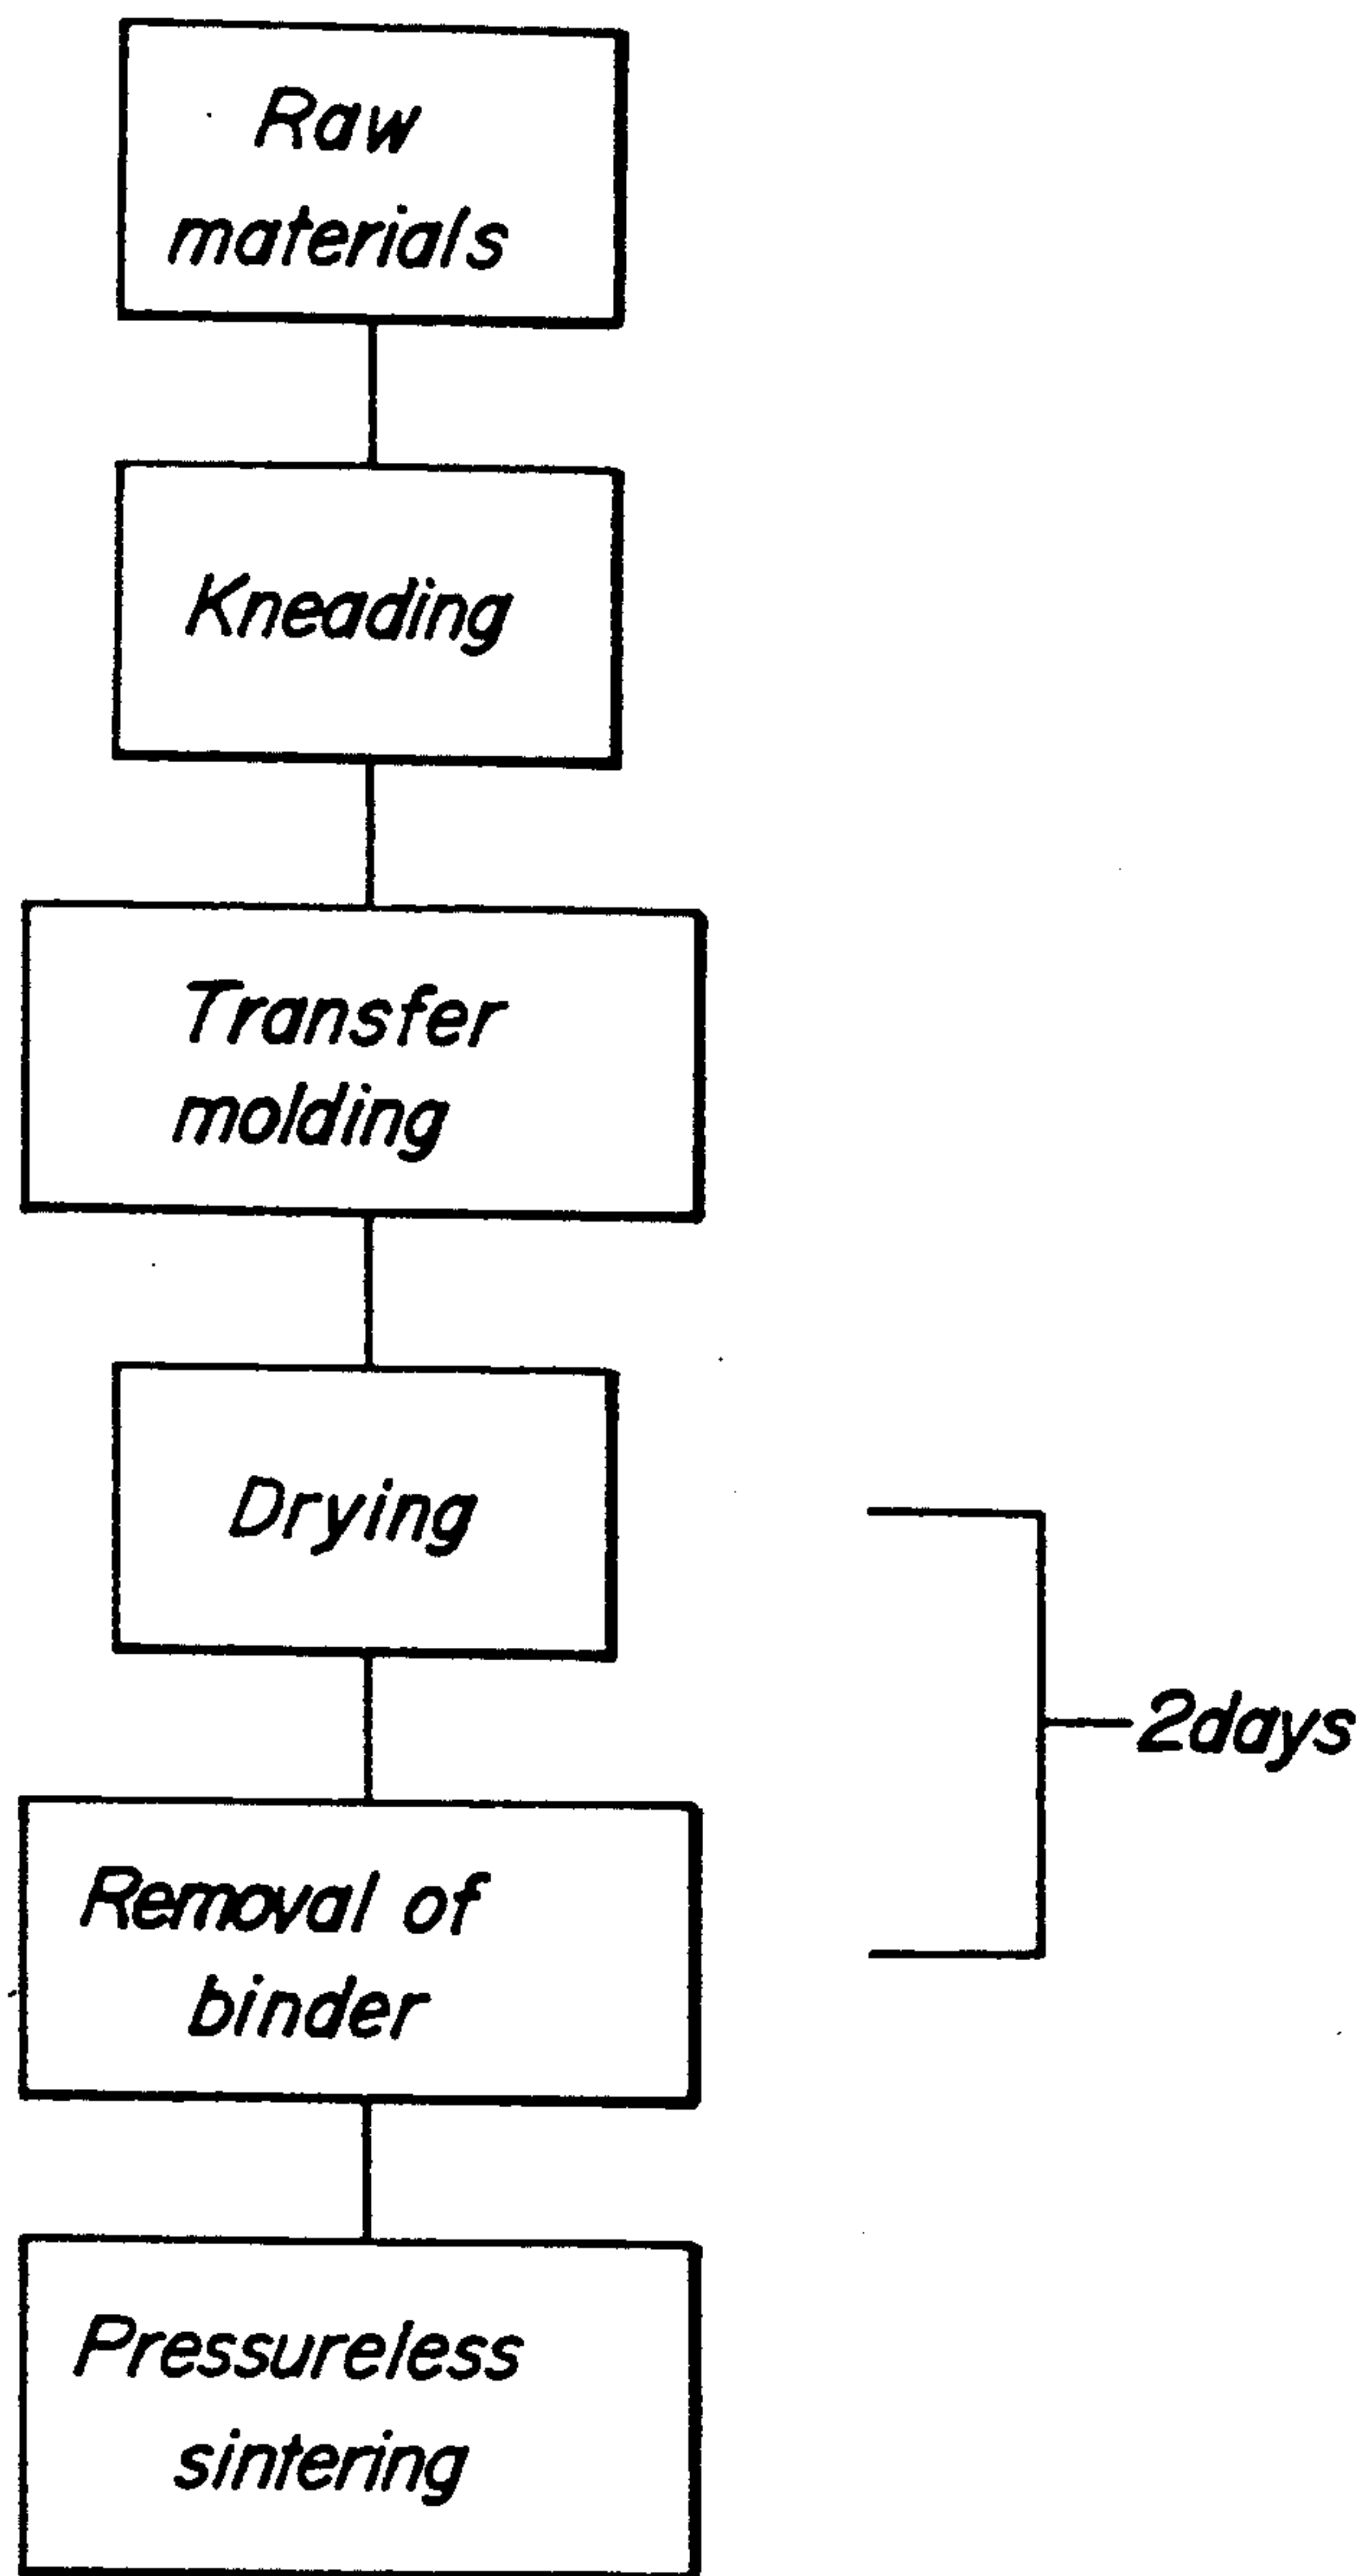 Raw
materials
Kneading
Transfer
molding
Drying
2days
Removal of
binder
Pressureless
sintering